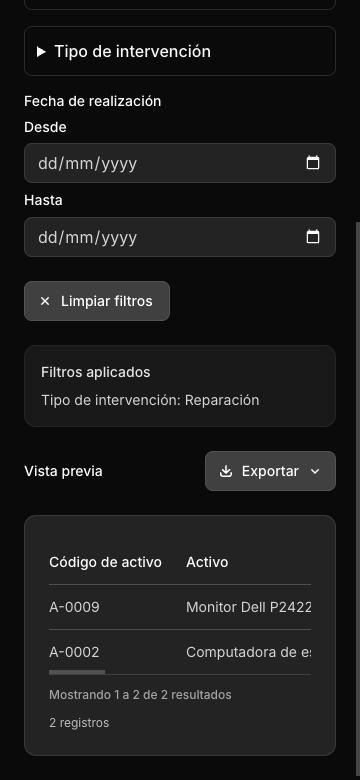 Tipo de intervención
Fecha de realización
Desde
dd/mm/yyyy
Hasta
dd/mm/yyyy
Limpiar filtros
Filtros aplicados
Tipo de intervención: Reparación
Vista previa
Exportar
Código de activo Activo
A-0009 Monitor Dell P2422
A-0002 Computadora de es
Mostrando 1 a 2 de 2 resultados
2 registros